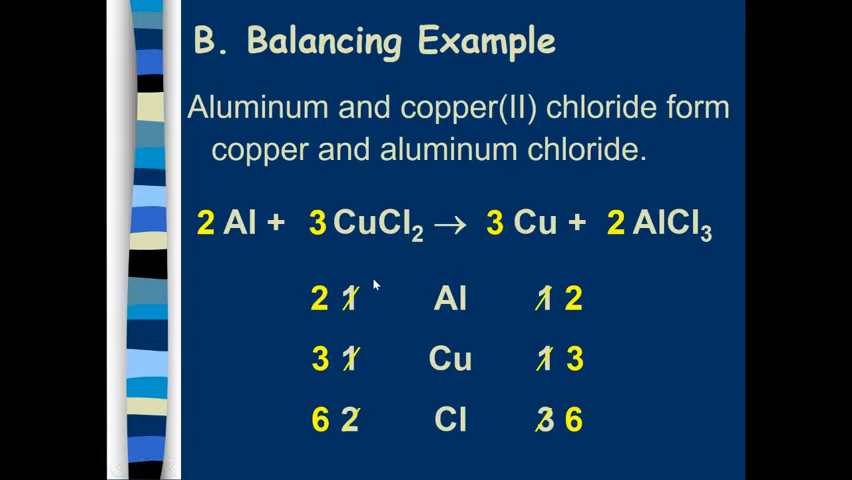 B. Balancing Example
Aluminum and copper(II) chloride form
copper and aluminum chloride.
2 Al + 3 CuCl₂ → 3 Cu + 2 AlCl₃
2 1 Al 1 2
3 1 Cu 1 3
6 2 Cl 3 6